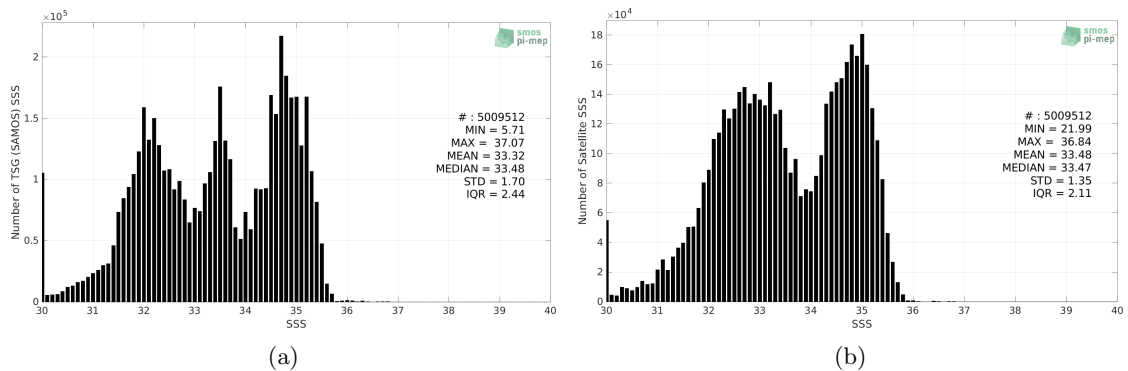 ×10⁵
2
1.5
1
0.5
0
Number of TSG (SAMOS) SSS
30 31 32 33 34 35 36 37 38 39 40
SSS
smos
pi-mep
# : 5009512
MIN = 5.71
MAX = 37.07
MEAN = 33.32
MEDIAN = 33.48
STD = 1.70
IQR = 2.44
(a)
×10⁴
18
16
14
12
10
8
6
4
2
0
Number of Satellite SSS
30 31 32 33 34 35 36 37 38 39 40
SSS
smos
pi-mep
# : 5009512
MIN = 21.99
MAX = 36.84
MEAN = 33.48
MEDIAN = 33.47
STD = 1.35
IQR = 2.11
(b)